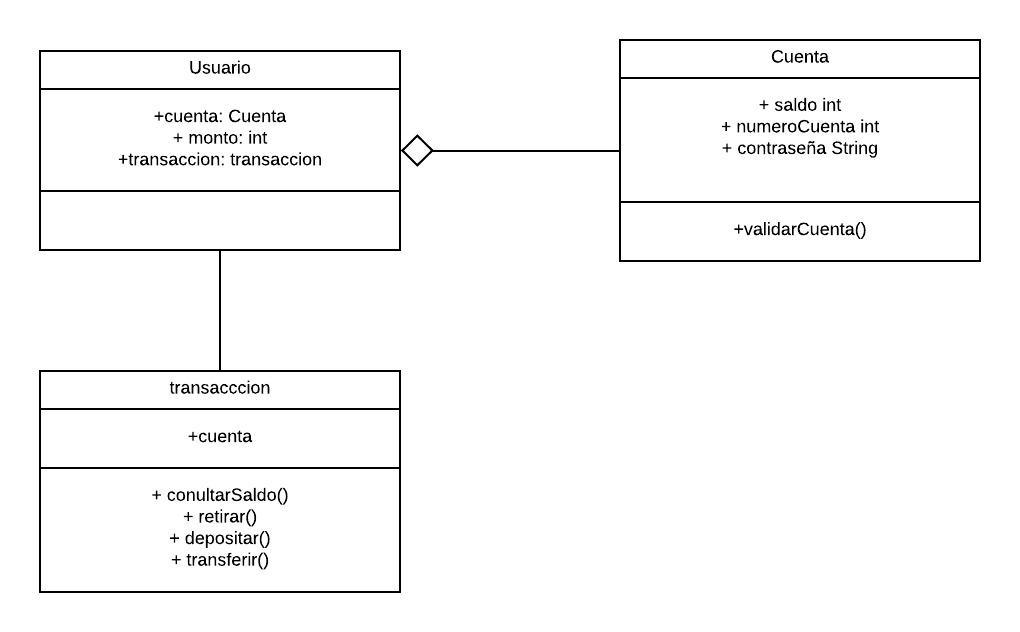 Usuario
+cuenta: Cuenta
+ monto: int
+transaccion: transaccion
Cuenta
+ saldo int
+ numeroCuenta int
+ contraseña String
+validarCuenta()
transacccion
+cuenta
+ conultarSaldo()
+ retirar()
+ depositar()
+ transferir()